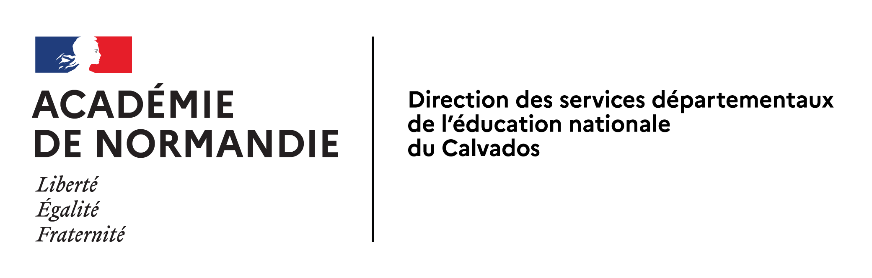 ACADÉMIE
DE NORMANDIE
Liberté
Égalité
Fraternité
Direction des services départementaux
de l'éducation nationale
du Calvados